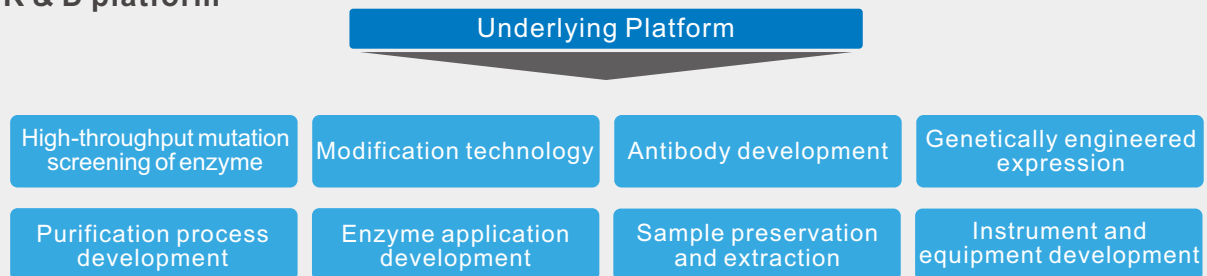 R & D platform
Underlying Platform
High-throughput mutation
screening of enzyme
Modification technology
Antibody development
Genetically engineered
expression
Purification process
development
Enzyme application
development
Sample preservation
and extraction
Instrument and
equipment development